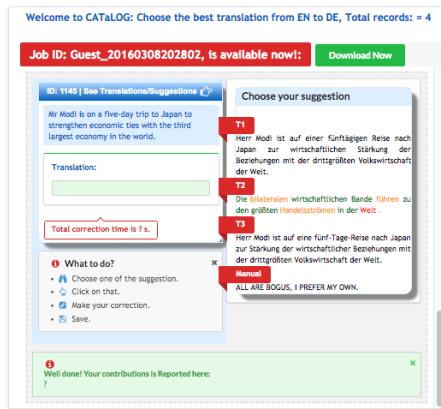 Welcome to CATaLOG: Choose the best translation from EN to DE, Total records: = 4
Job ID: Guest_20160308202802, is available now!:
Download Now
ID: 1145 | See Translations/Suggestions
Mr Modi is on a five-day trip to Japan to
strengthen economic ties with the third
largest economy in the world.
Translation:
Total correction time is ? s.
What to do?
Choose one of the suggestion.
Click on that.
Make your correction.
Save.
Choose your suggestion
T1
Herr Modi ist auf einer fünftägigen Reise nach
Japan zur wirtschaftlichen Stärkung der
Beziehungen mit der drittgrößten Volkswirtschaft
der Welt.
T2
Die bilateralen wirtschaftlichen Bande führen zu
den größten Handelsströmen in der Welt .
T3
Herr Modi ist auf eine fünf-Tage-Reise nach Japan
zur Stärkung der wirtschaftlichen Beziehungen mit
der drittgrößten Volkswirtschaft der Welt.
Manual
ALL ARE BOGUS, I PREFER MY OWN.
Well done! Your contributions is Reported here:
?